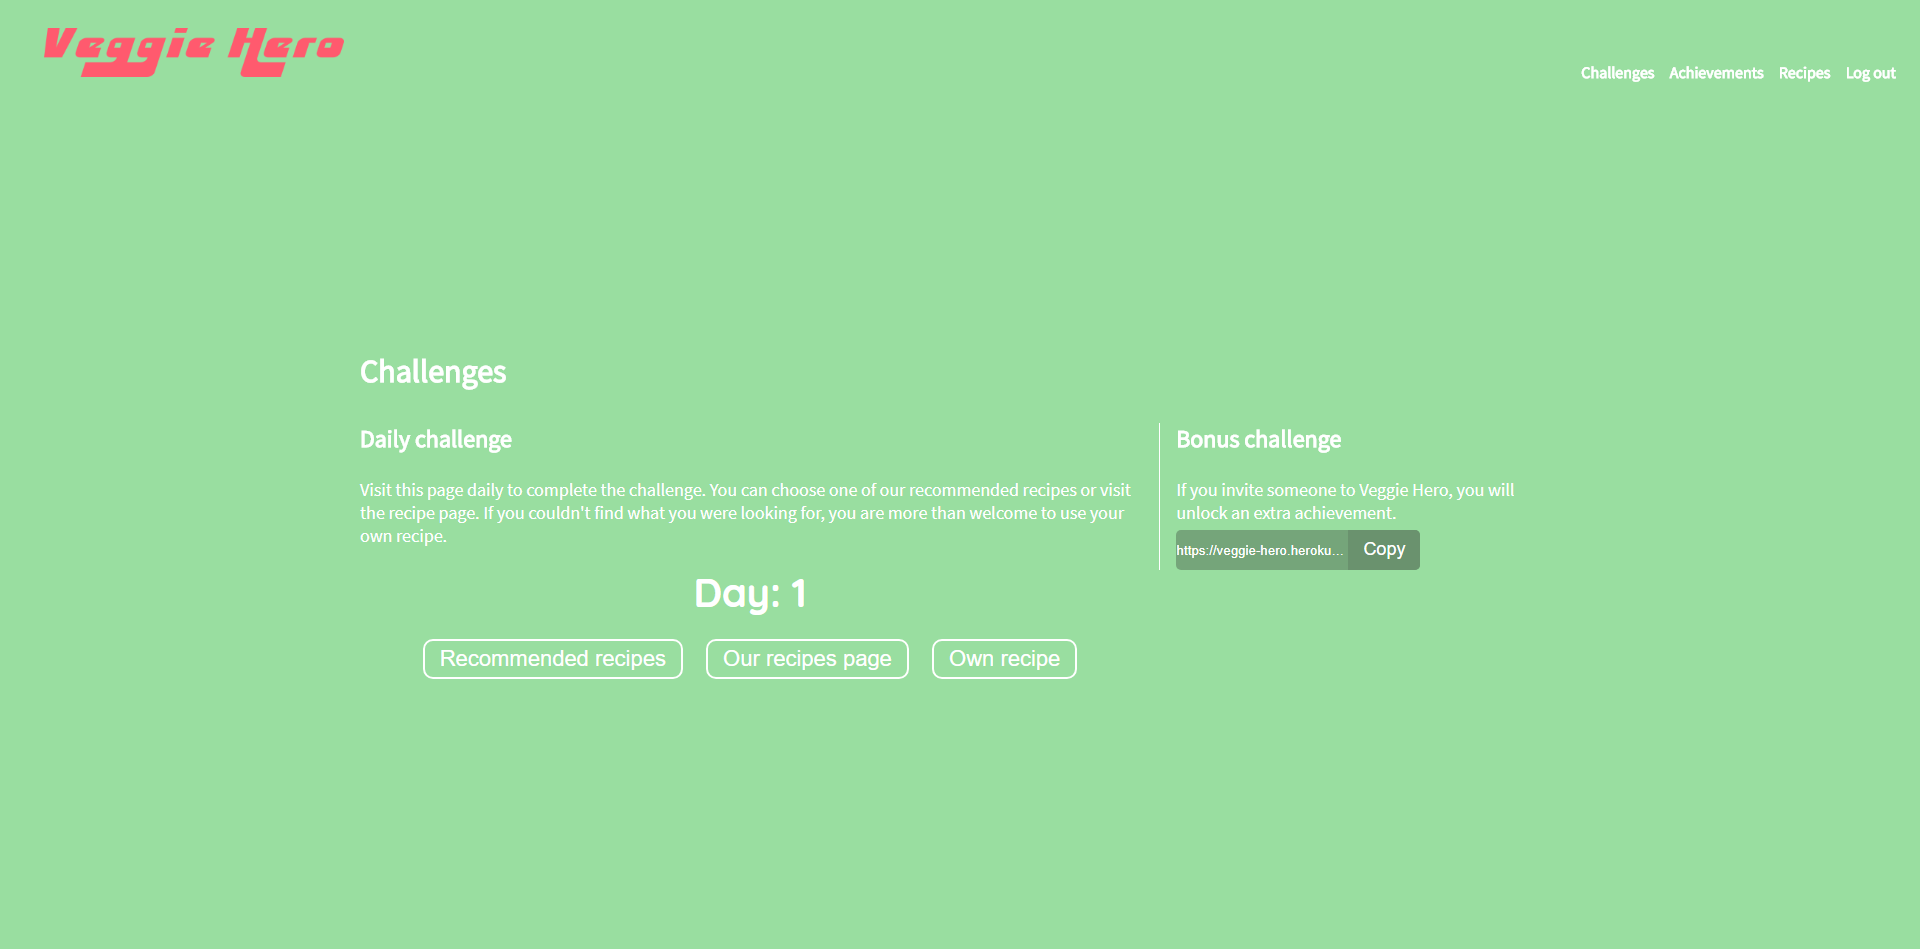 Veggie Hero
Challenges Achievements Recipes Log out
Challenges
Daily challenge
Visit this page daily to complete the challenge. You can choose one of our recommended recipes or visit
the recipe page. If you couldn't find what you were looking for, you are more than welcome to use your
own recipe.
Day: 1
Recommended recipes
Our recipes page
Own recipe
Bonus challenge
If you invite someone to Veggie Hero, you will
unlock an extra achievement.
https://veggie-hero.heroku...
Copy